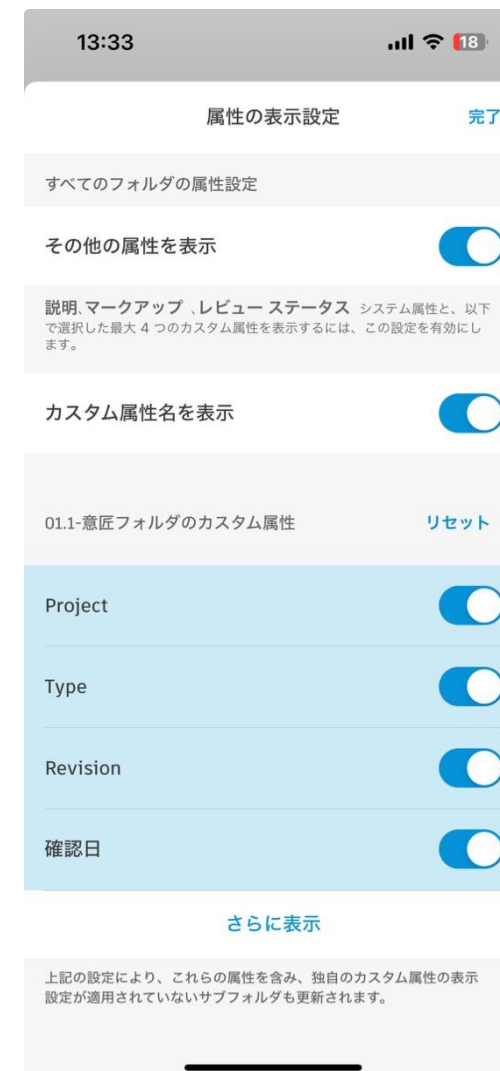 13:33
18
属性の表示設定
完了
すべてのフォルダの属性設定
その他の属性を表示
説明、マークアップ 、レビュー ステータス システム属性と、以下
で選択した最大 4 つのカスタム属性を表示するには、この設定を有効にし
ます。
カスタム属性名を表示
01.1-意匠フォルダのカスタム属性
リセット
Project
Type
Revision
確認日
さらに表示
上記の設定により、これらの属性を含み、独自のカスタム属性の表示
設定が適用されていないサブフォルダも更新されます。